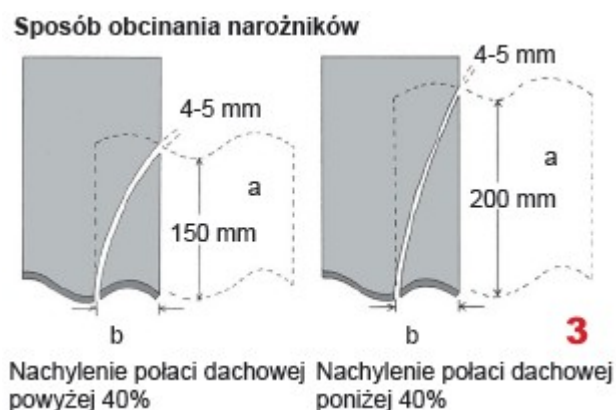 Sposób obcinania narożników
4-5 mm
a
150 mm
b
Nachylenie połaci dachowej
powyżej 40%
4-5 mm
a
200 mm
b
3
Nachylenie połaci dachowej
poniżej 40%